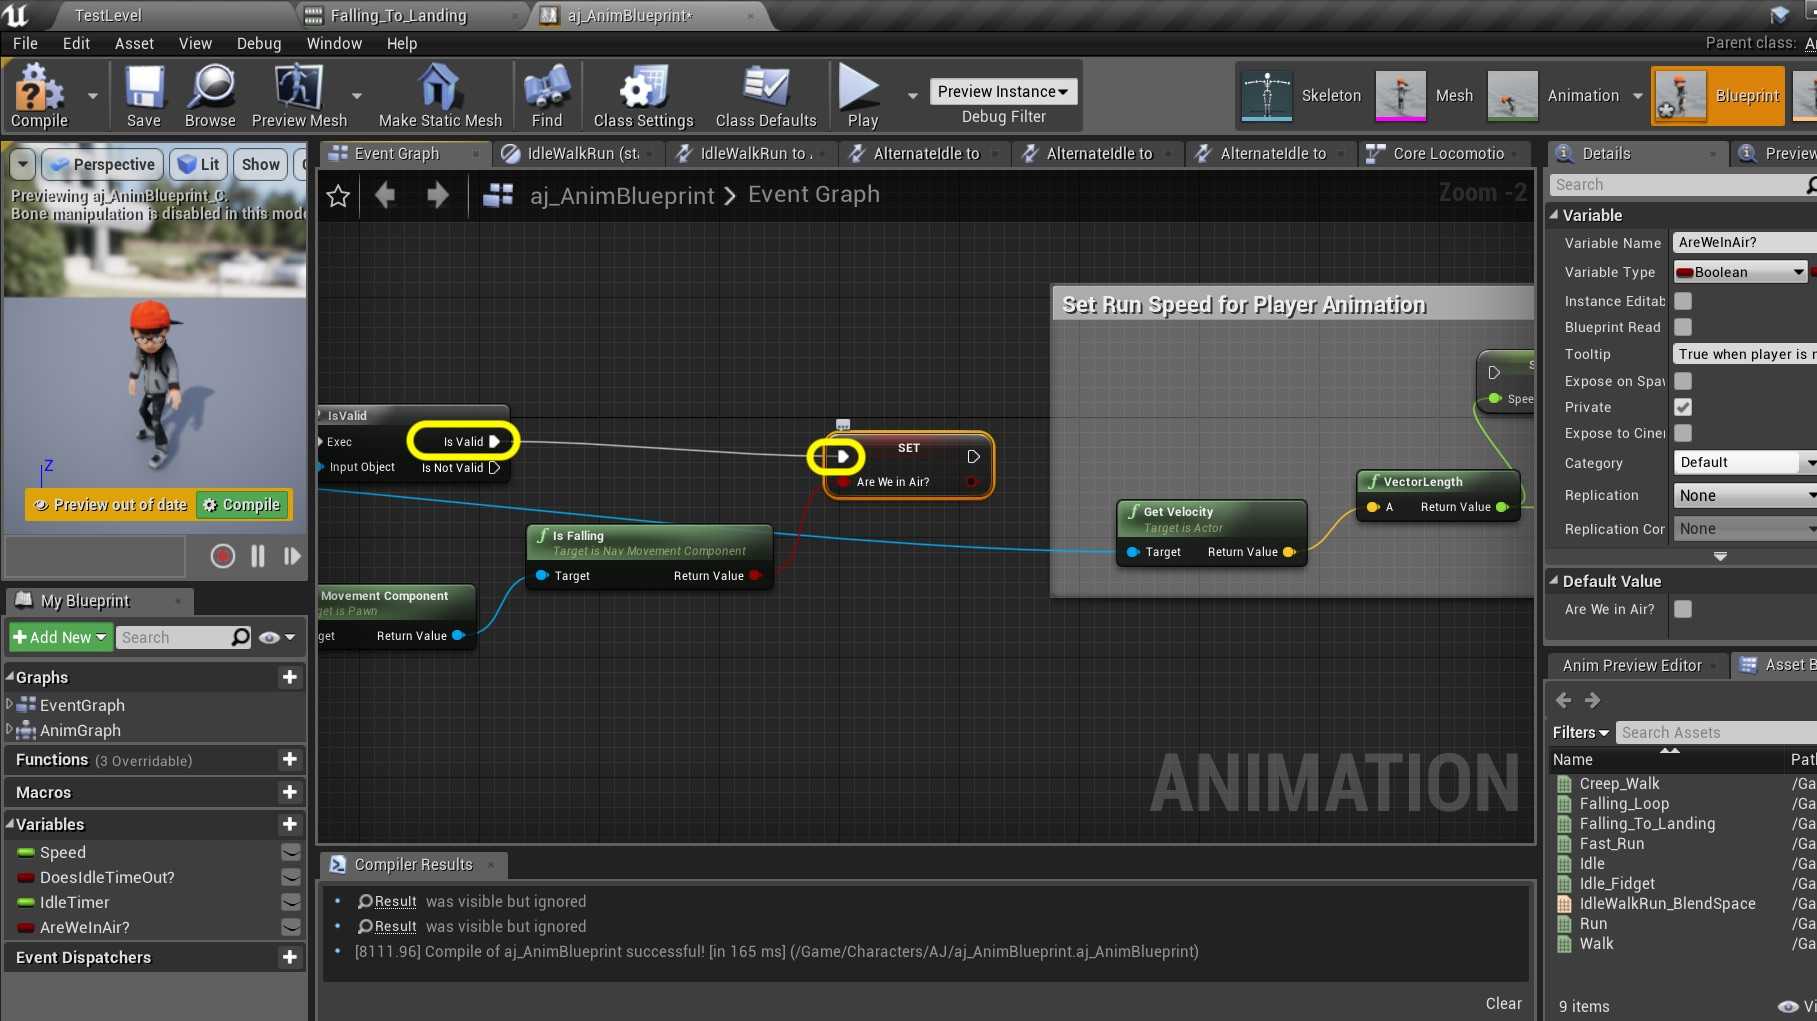 TestLevel
Falling_To_Landing
aj_AnimBlueprint*
File Edit Asset View Debug Window Help
Parent class:
Compile
Save
Browse
Preview Mesh
Make Static Mesh
Find
Class Settings
Class Defaults
Play
Preview Instance
Debug Filter
Skeleton
Mesh
Animation
Blueprint
Perspective
Lit
Show
Previewing aj_AnimBlueprint_C.
Bone manipulation is disabled in this mode
Z
Preview out of date
Compile
My Blueprint
Add New
Search
Graphs
EventGraph
AnimGraph
Functions (3 Overridable)
Macros
Variables
Speed
DoesIdleTimeOut?
IdleTimer
AreWeInAir?
Event Dispatchers
Event Graph
IdleWalkRun (sta
IdleWalkRun to
AlternateIdle to
AlternateIdle to
AlternateIdle to
Core Locomotio
aj_AnimBlueprint > Event Graph
Zoom -2
IsValid
Exec
Is Valid
Input Object
Is Not Valid
SET
Are We in Air?
Is Falling
Target is Nav Movement Component
Target
Return Value
Movement Component
get is Pawn
get
Return Value
Set Run Speed for Player Animation
S
Spee
Get Velocity
Target is Actor
Target
Return Value
VectorLength
A
Return Value
ANIMATION
Compiler Results
Result was visible but ignored
Result was visible but ignored
[8111.96] Compile of aj_AnimBlueprint successful! [in 165 ms] (/Game/Characters/AJ/aj_AnimBlueprint.aj_AnimBlueprint)
Clear
Details
Preview
Search
Variable
Variable Name
AreWeInAir?
Variable Type
Boolean
Instance Editab
Blueprint Read
Tooltip
True when player is n
Expose on Spaw
Private
Expose to Ciner
Category
Default
Replication
None
Replication Cor
None
Default Value
Are We in Air?
Anim Preview Editor
Asset B
Filters
Search Assets
Name
Path
Creep_Walk /Ga
Falling_Loop /Ga
Falling_To_Landing /Ga
Fast_Run /Ga
Idle /Ga
Idle_Fidget /Ga
IdleWalkRun_BlendSpace /Ga
Run /Ga
Walk /Ga
9 items
Vi